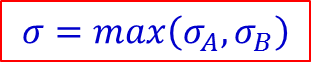 σ = max(σ_A, σ_B)